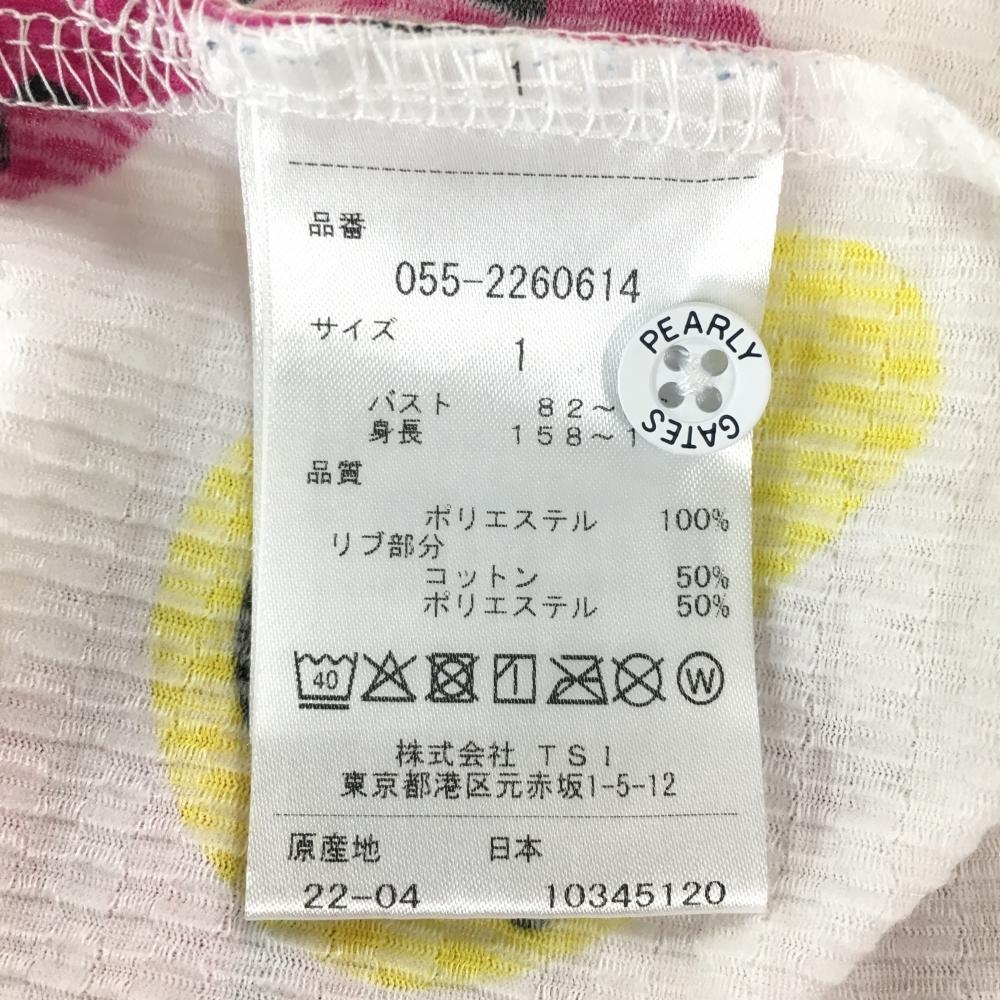 1
品番
055-2260614
サイズ
1
バスト 82~
身長 158~1
品質
ポリエステル 100%
リブ部分
コットン 50%
ポリエステル 50%
40
W
株式会社 TSI
東京都港区元赤坂1-5-12
原産地 日本
22-04 10345120
PEARLY
GATES